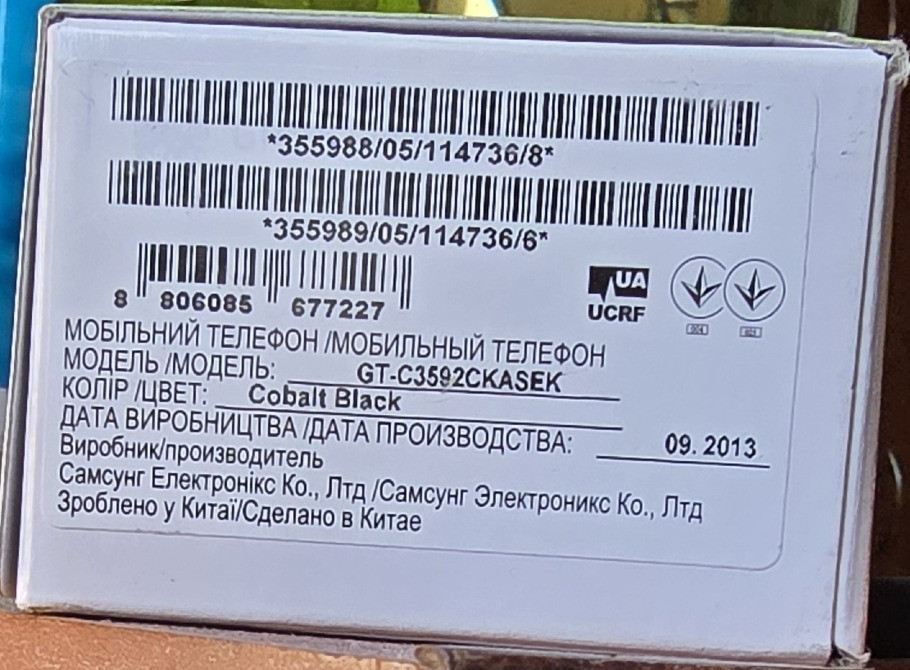 *355988/05/114736/8*
*355989/05/114736/6*
8 806085 677227
UA
UCRF
МОБІЛЬНИЙ ТЕЛЕФОН /МОБИЛЬНЫЙ ТЕЛЕФОН
МОДЕЛЬ /МОДЕЛЬ: GT-C3592CKASEK
КОЛІР /ЦВЕТ: Cobalt Black
ДАТА ВИРОБНИЦТВА /ДАТА ПРОИЗВОДСТВА: 09. 2013
Виробник/производитель
Самсунг Електронікс Ко., Лтд /Самсунг Электроникс Ко., Лтд
Зроблено у Китаї/Сделано в Китае